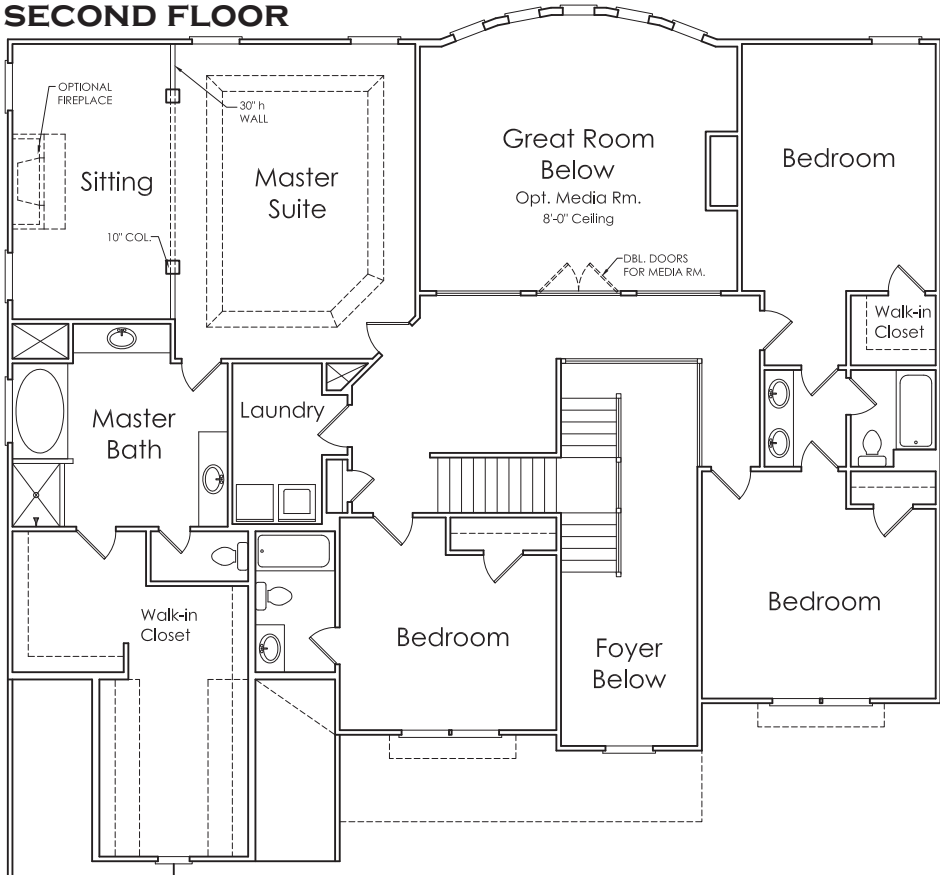 SECOND FLOOR
OPTIONAL
FIREPLACE
30" h
WALL
Sitting
Master
Suite
10" COL.
Great Room
Below
Opt. Media Rm.
8'-0" Ceiling
DBL. DOORS
FOR MEDIA RM.
Bedroom
Walk-in
Closet
Master
Bath
Laundry
Walk-in
Closet
Bedroom
Foyer
Below
Bedroom